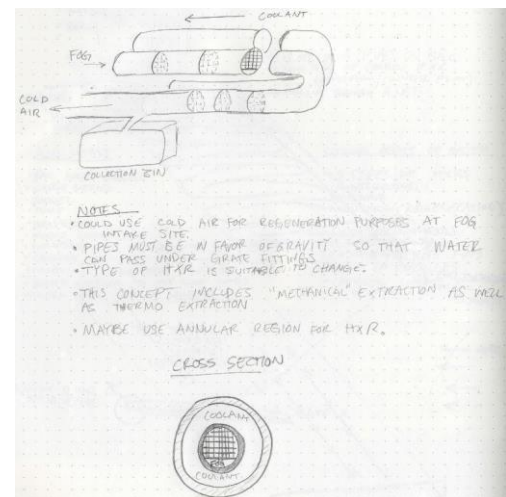 COOLANT
FOG
COLD
AIR
COLLECTION BIN
NOTES
• COULD USE COLD AIR FOR REGENERATION PURPOSES AT FOG
INTAKE SITE.
• PIPES MUST BE IN FAVOR OF GRAVITY SO THAT WATER
CAN PASS UNDER GRATE FITTINGS
• TYPE OF HXR IS SUITABLE TO CHANGE.
• THIS CONCEPT INCLUDES "MECHANICAL" EXTRACTION AS WELL
AS THERMO EXTRACTION
• MAYBE USE ANNULAR REGION FOR HXR.
CROSS SECTION
COOLANT
COOLANT